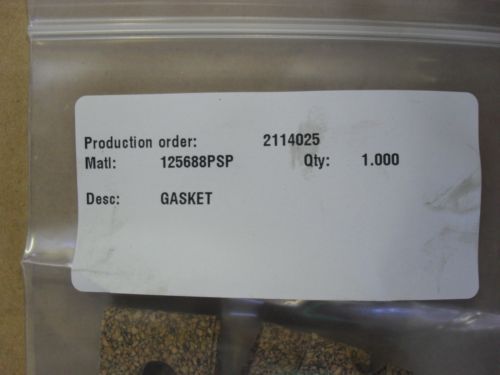 Production order: 2114025
Matl: 125688PSP Qty: 1.000
Desc: GASKET